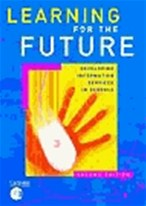 LEARNING
FOR THE
FUTURE
DEVELOPING
INFORMATION
SERVICES
IN SCHOOLS
SECOND EDITION